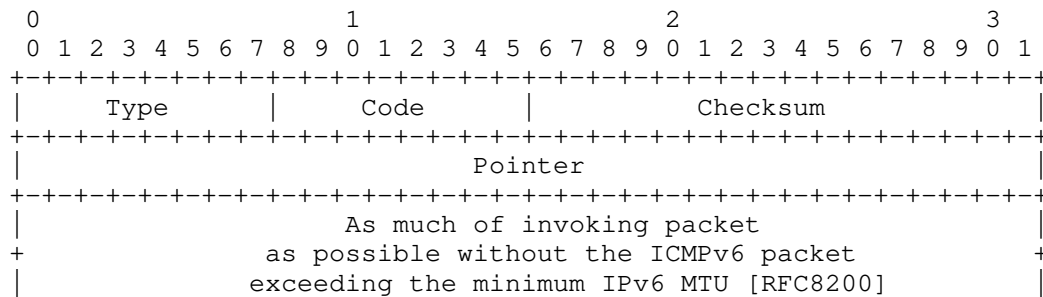 0                   1                   2                   3
 0 1 2 3 4 5 6 7 8 9 0 1 2 3 4 5 6 7 8 9 0 1 2 3 4 5 6 7 8 9 0 1
+-+-+-+-+-+-+-+-+-+-+-+-+-+-+-+-+-+-+-+-+-+-+-+-+-+-+-+-+-+-+-+-+
|     Type      |     Code      |          Checksum             |
+-+-+-+-+-+-+-+-+-+-+-+-+-+-+-+-+-+-+-+-+-+-+-+-+-+-+-+-+-+-+-+-+
|                            Pointer                            |
+-+-+-+-+-+-+-+-+-+-+-+-+-+-+-+-+-+-+-+-+-+-+-+-+-+-+-+-+-+-+-+-+
|                    As much of invoking packet                 |
+               as possible without the ICMPv6 packet           +
|              exceeding the minimum IPv6 MTU [RFC8200]         |